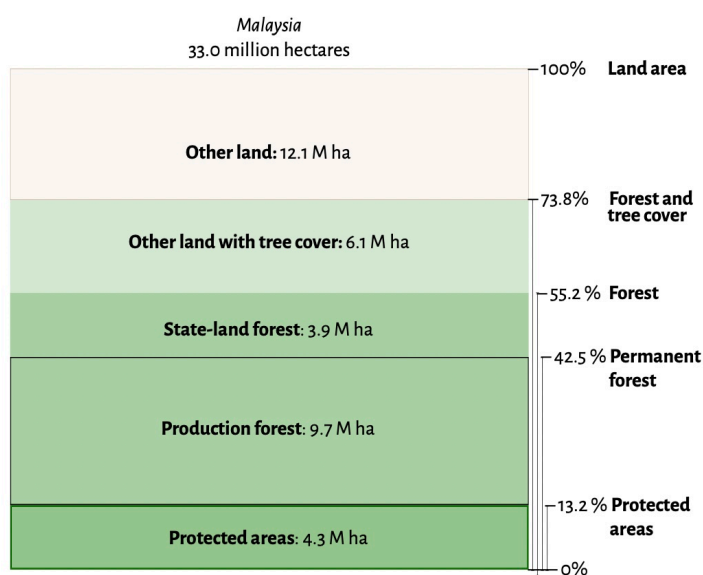 Malaysia
33.0 million hectares
100% Land area
Other land: 12.1 M ha
73.8% Forest and
tree cover
Other land with tree cover: 6.1 M ha
55.2 % Forest
State-land forest: 3.9 M ha
42.5 % Permanent
forest
Production forest: 9.7 M ha
13.2 % Protected
areas
Protected areas: 4.3 M ha
0%